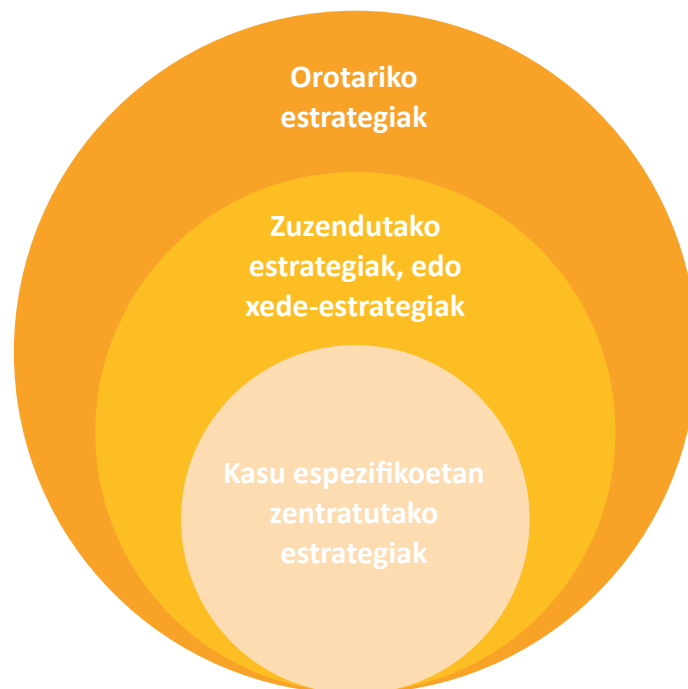 Orotariko
estrategiak
Zuzendutako
estrategiak, edo
xede-estrategiak
Kasu espezifikoetan
zentratutako
estrategiak